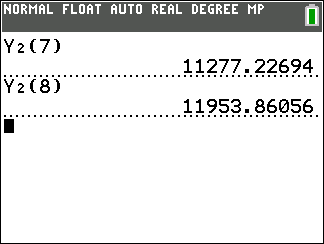 NORMAL FLOAT AUTO REAL DEGREE MP
Y₂(7)
11277.22694
Y₂(8)
11953.86056